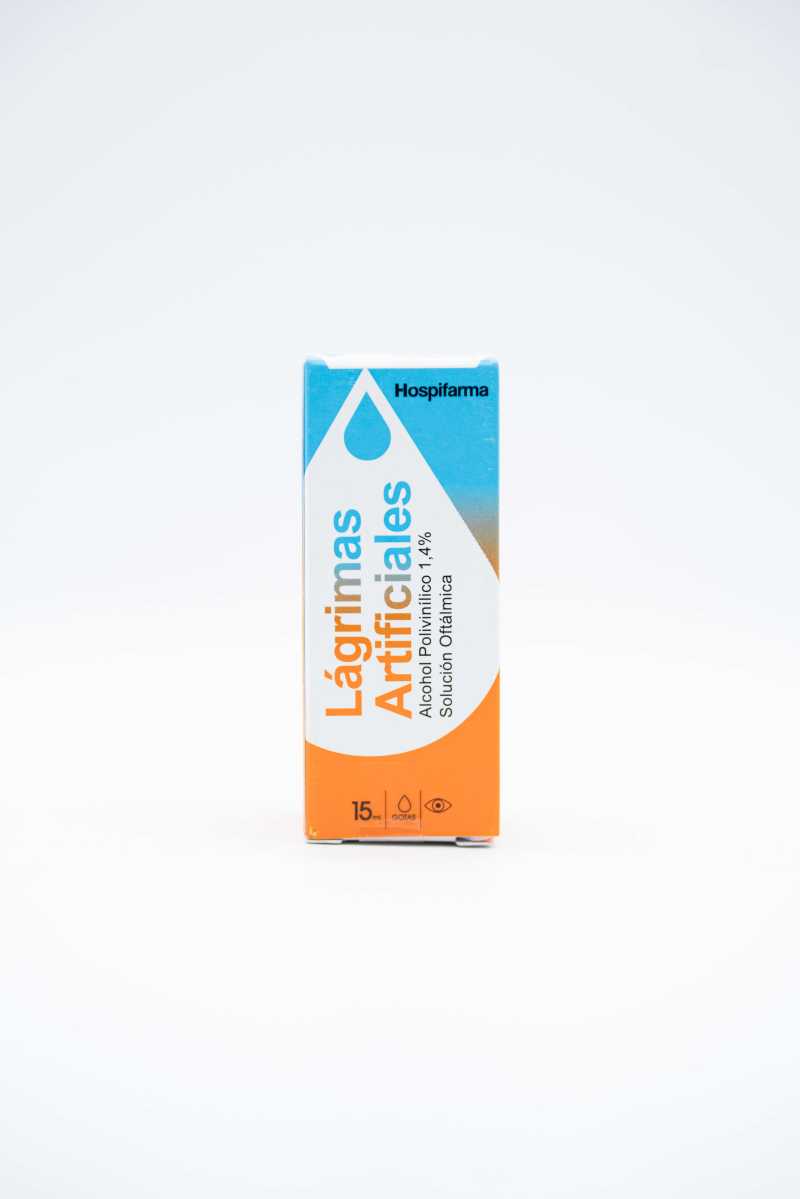 Hospifarma
Lágrimas
Artificiales
Alcohol Polivinílico 1,4%
Solución Oftálmica
15ml
GOTAS